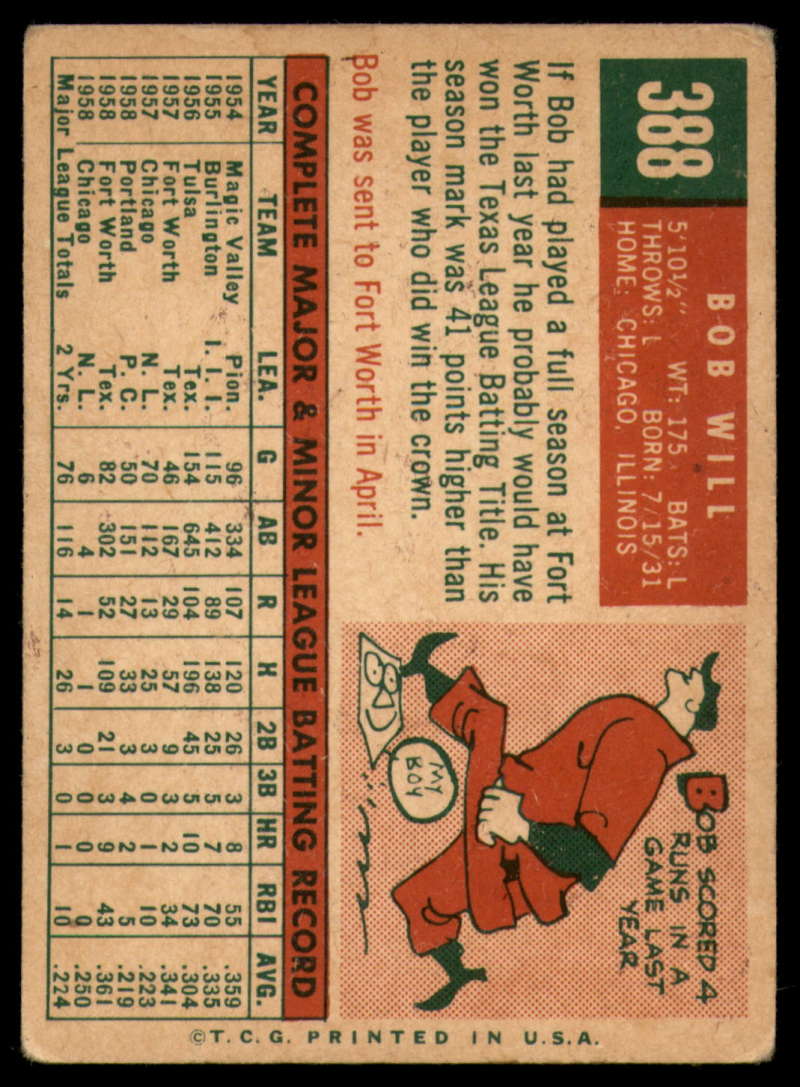 388
BOB WILL
5'10½" WT: 175 BATS: L
THROWS: L BORN: 7/15/31
HOME: CHICAGO, ILLINOIS
If Bob had played a full season at Fort
Worth last year he probably would have
won the Texas League Batting Title. His
season mark was 41 points higher than
the player who did win the crown.
Bob was sent to Fort Worth in April.
BOB SCORED 4
RUNS IN A
GAME LAST
YEAR
MY
BOY
COMPLETE MAJOR & MINOR LEAGUE BATTING RECORD
YEAR TEAM LEA. G AB R H 2B 3B HR RBI AVG.
1954 Magic Valley Pion. 96 334 107 120 26 3 8 55 .359
1955 Burlington I. I. I. 115 412 89 138 25 5 7 70 .335
1956 Tulsa Tex. 154 645 104 196 45 5 10 73 .304
1957 Fort Worth Tex. 46 167 29 57 9 3 2 34 .341
1957 Chicago N. L. 70 112 13 25 3 0 1 10 .223
1958 Portland P. C. 50 151 27 33 3 4 2 5 .219
1958 Fort Worth Tex. 82 302 52 109 21 3 9 43 .361
1958 Chicago N. L. 6 4 1 1 0 0 0 0 .250
Major League Totals 2 Yrs. 76 116 14 26 3 0 1 10 .224
©T.C.G. PRINTED IN U.S.A.